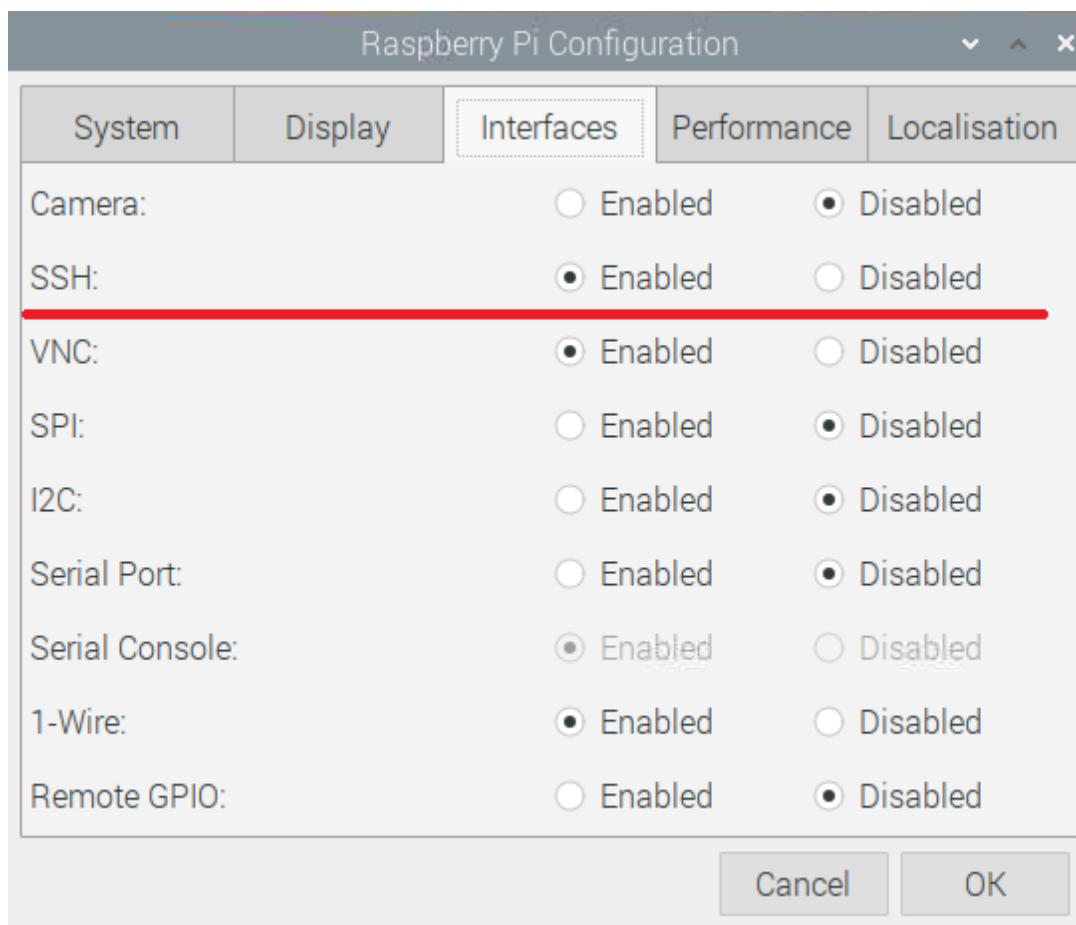 Raspberry Pi Configuration
System Display Interfaces Performance Localisation
Camera: Enabled Disabled
SSH: Enabled Disabled
VNC: Enabled Disabled
SPI: Enabled Disabled
I2C: Enabled Disabled
Serial Port: Enabled Disabled
Serial Console: Enabled Disabled
1-Wire: Enabled Disabled
Remote GPIO: Enabled Disabled
Cancel OK